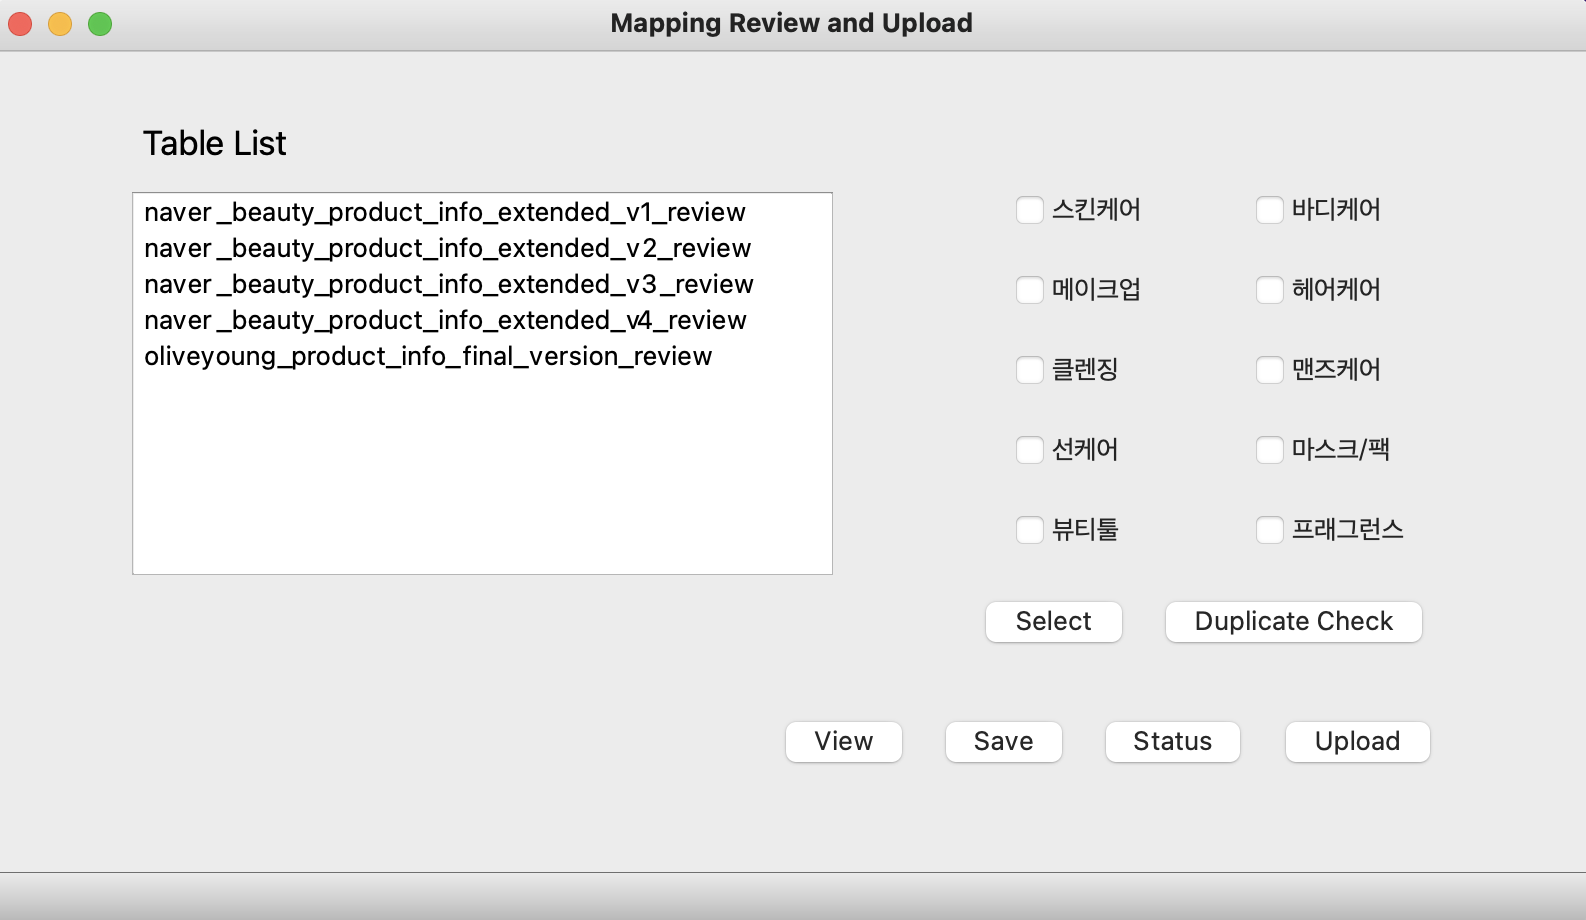 Mapping Review and Upload
Table List
naver_beauty_product_info_extended_v1_review
naver_beauty_product_info_extended_v2_review
naver_beauty_product_info_extended_v3_review
naver_beauty_product_info_extended_v4_review
oliveyoung_product_info_final_version_review
스킨케어 바디케어
메이크업 헤어케어
클렌징 맨즈케어
선케어 마스크/팩
뷰티툴 프래그런스
Select Duplicate Check
View Save Status Upload